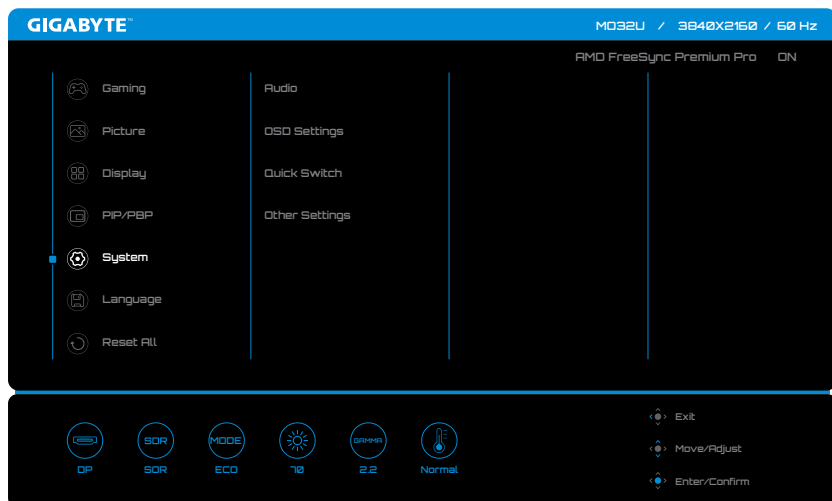 GIGABYTE™
MO32U / 3840X2160 / 60 Hz
AMD FreeSync Premium Pro ON
Gaming
Audio
Picture
OSD Settings
Display
Quick Switch
PIP/PBP
Other Settings
System
Language
Reset All
SDR
MODE
GAMMA
DP
SDR
ECO
70
2.2
Normal
Exit
Move/Adjust
Enter/Confirm